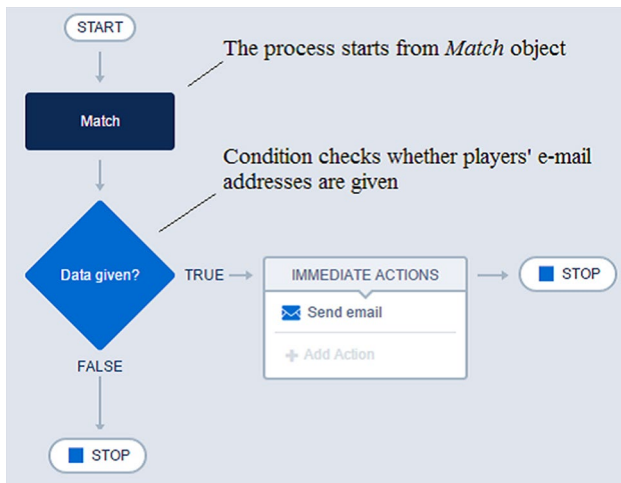 START
The process starts from Match object
Match
Condition checks whether players' e-mail
addresses are given
Data given?
TRUE
IMMEDIATE ACTIONS
STOP
Send email
Add Action
FALSE
STOP